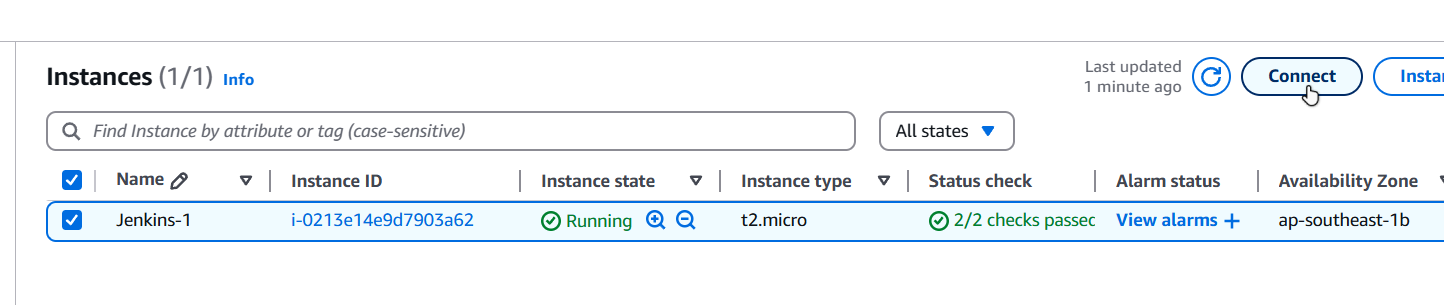 Instances (1/1) Info
Last updated
1 minute ago
Connect
Find Instance by attribute or tag (case-sensitive)
All states
Name Instance ID Instance state Instance type Status check Alarm status Availability Zone
Jenkins-1 i-0213e14e9d7903a62 Running t2.micro 2/2 checks passec View alarms + ap-southeast-1b